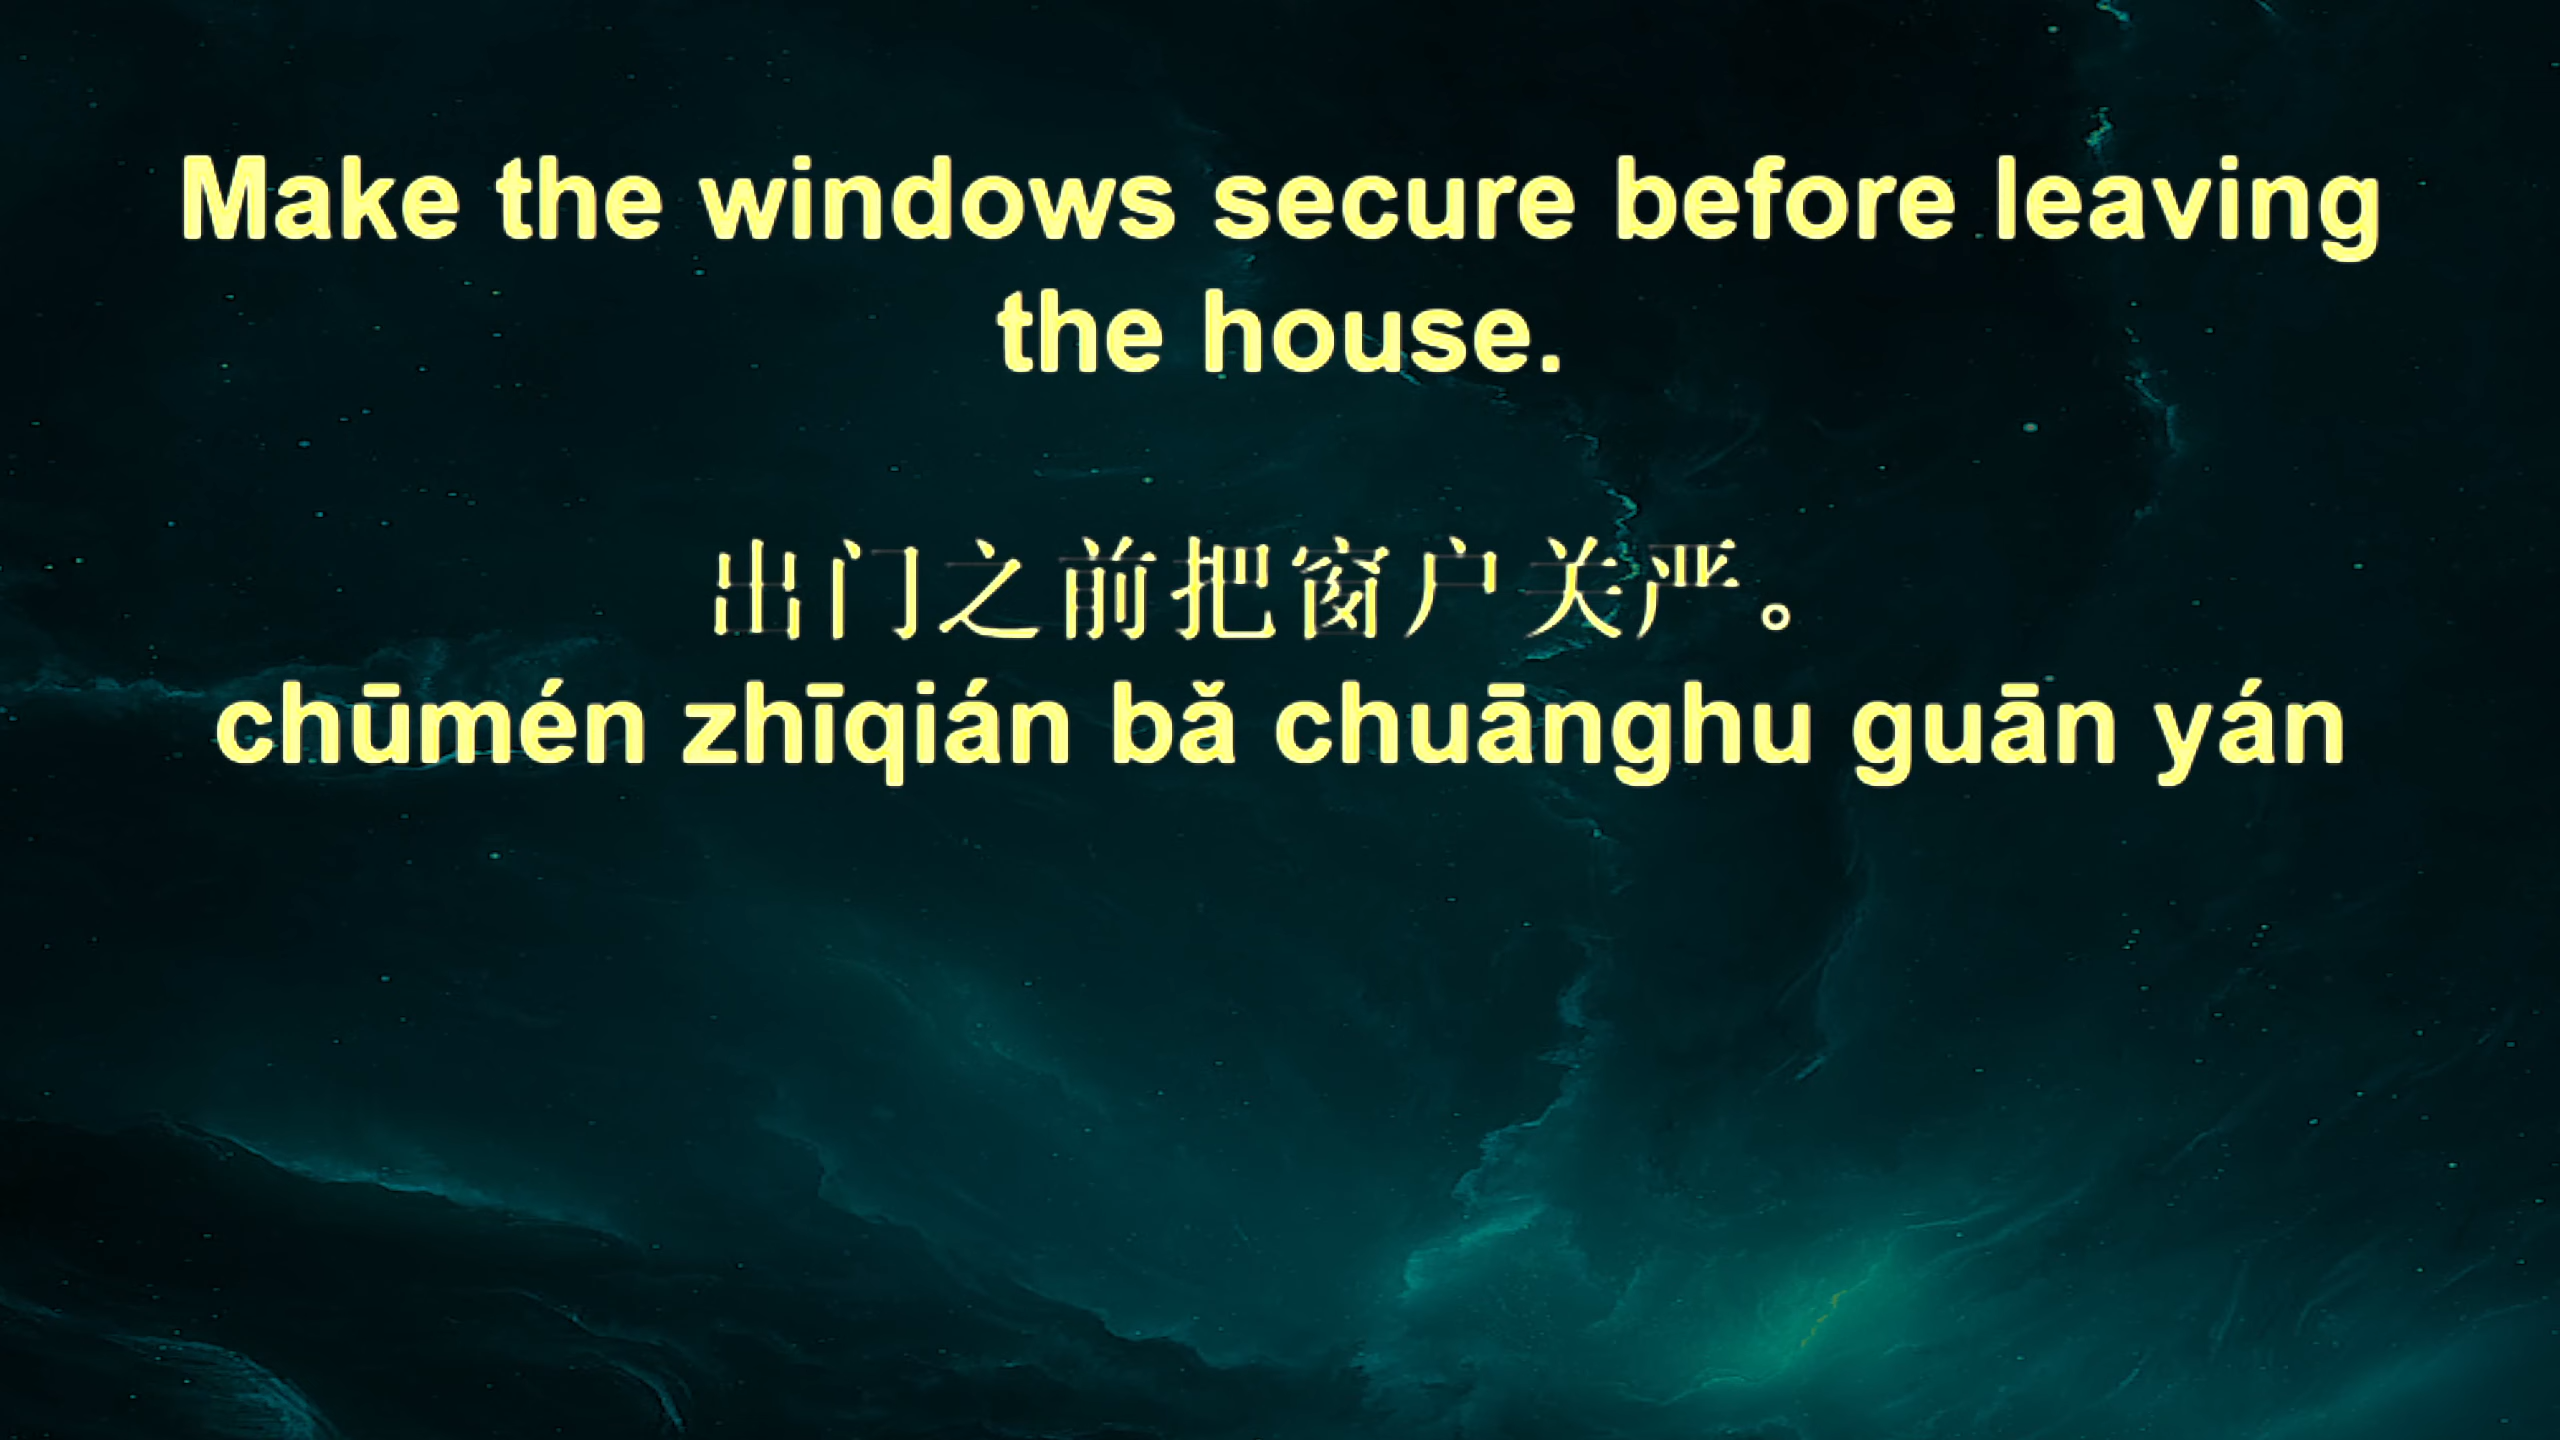 Make the windows secure before leaving
the house.
出门之前把窗户关严。
chūmén zhīqián bǎ chuānghu guān yán